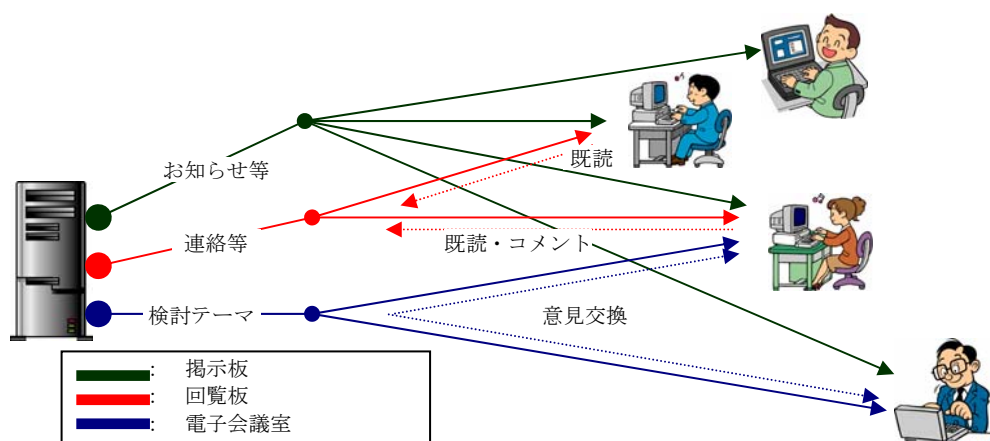 お知らせ等
既読
連絡等
既読・コメント
検討テーマ
意見交換
: 掲示板
: 回覧板
: 電子会議室